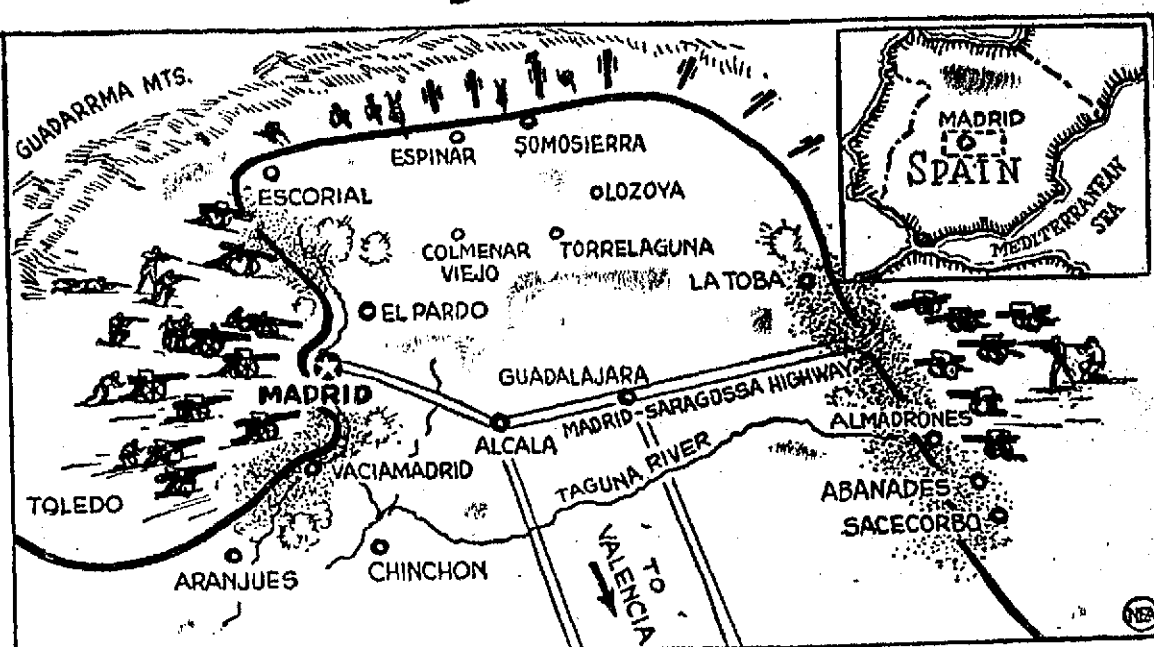 GUADARRMA MTS.
ESPINAR
SOMOSIERRA
ESCORIAL
LOZOYA
COLMENAR
VIEJO
TORRELAGUNA
LA TOBA
EL PARDO
MADRID
GUADALAJARA
MADRID-SARAGOSSA HIGHWAY
ALCALA
ALMADRONES
VACIAMADRID
TAGUNA RIVER
TOLEDO
ABANADES
SACECORBO
ARANJUES
CHINCHON
TO
VALENCIA
MADRID
SPAIN
MEDITERRANEAN
SEA
NEA